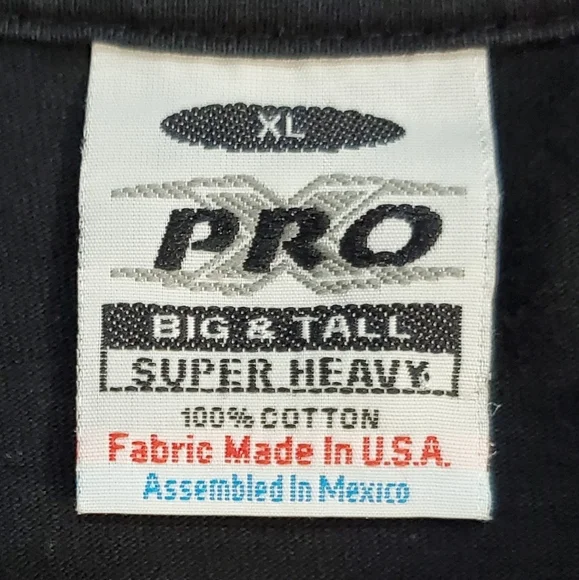 XL
PRO
BIG & TALL
SUPER HEAVY
100% COTTON
Fabric Made In U.S.A.
Assembled In Mexico